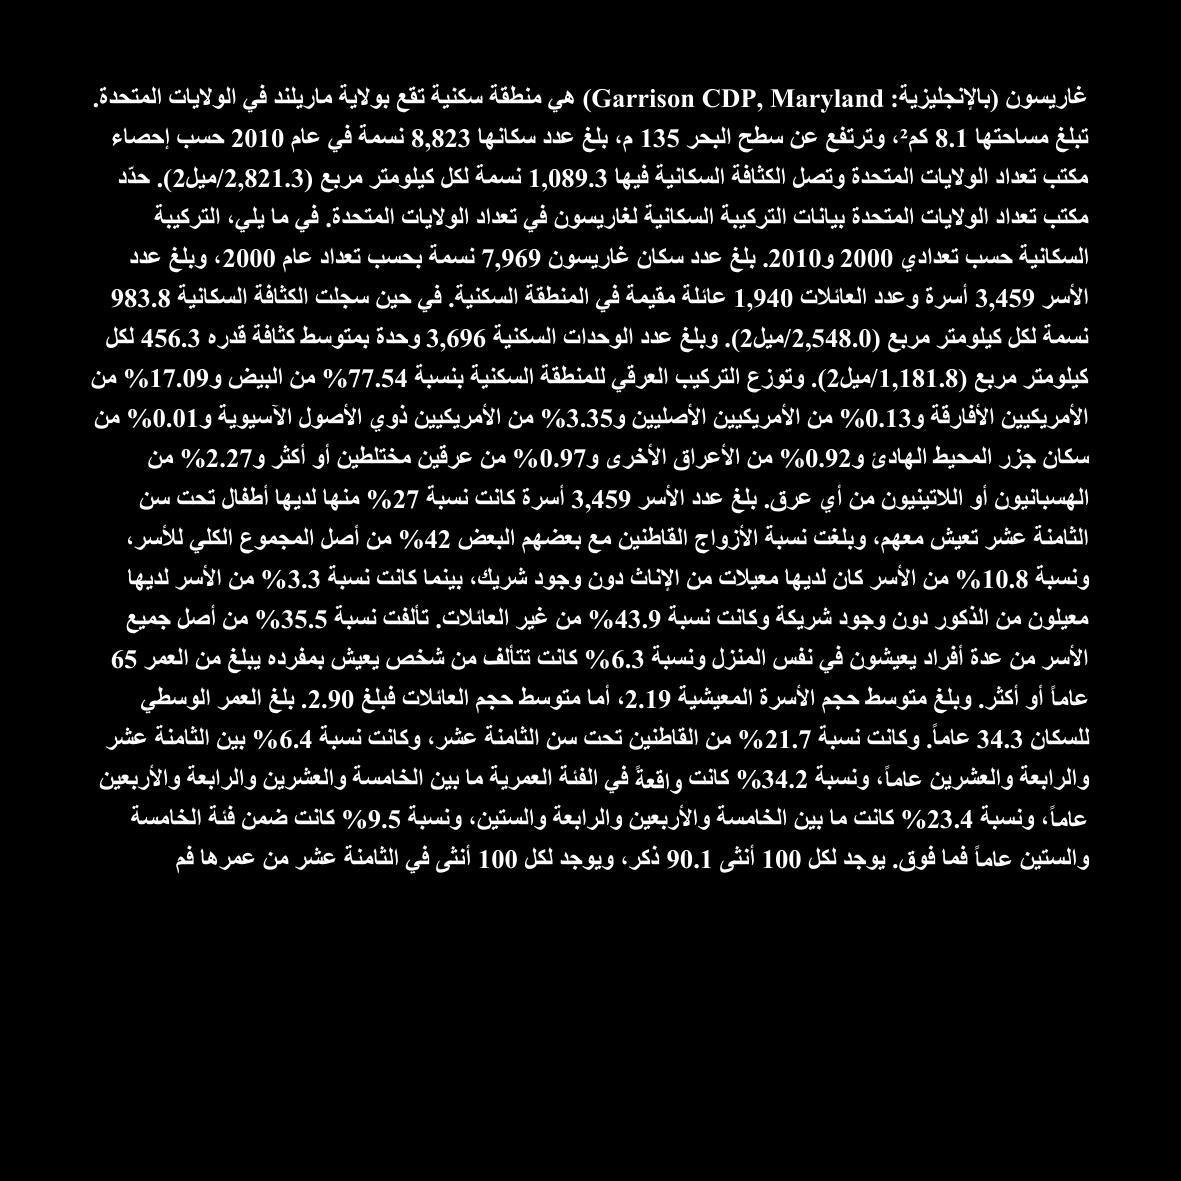 غاريسون (بالإنجليزية: Garrison CDP, Maryland) هي منطقة سكنية تقع بولاية ماريلند في الولايات المتحدة.
تبلغ مساحتها 8.1 كم²، وترتفع عن سطح البحر 135 م، بلغ عدد سكانها 8,823 نسمة في عام 2010 حسب إحصاء
مكتب تعداد الولايات المتحدة وتصل الكثافة السكانية فيها 1,089.3 نسمة لكل كيلومتر مربع (2,821.3/ميل2). حدّد
مكتب تعداد الولايات المتحدة بيانات التركيبة السكانية لغاريسون في تعداد الولايات المتحدة. في ما يلي، التركيبة
السكانية حسب تعدادي 2000 و2010. بلغ عدد سكان غاريسون 7,969 نسمة بحسب تعداد عام 2000، وبلغ عدد
الأسر 3,459 أسرة وعدد العائلات 1,940 عائلة مقيمة في المنطقة السكنية. في حين سجلت الكثافة السكانية 983.8
نسمة لكل كيلومتر مربع (2,548.0/ميل2). وبلغ عدد الوحدات السكنية 3,696 وحدة بمتوسط كثافة قدره 456.3 لكل
كيلومتر مربع (1,181.8/ميل2). وتوزع التركيب العرقي للمنطقة السكنية بنسبة 77.54% من البيض و17.09% من
الأمريكيين الأفارقة و0.13% من الأمريكيين الأصليين و3.35% من الأمريكيين ذوي الأصول الآسيوية و0.01% من
سكان جزر المحيط الهادئ و0.92% من الأعراق الأخرى و0.97% من عرقين مختلطين أو أكثر و2.27% من
الهسبانيون أو اللاتينيون من أي عرق. بلغ عدد الأسر 3,459 أسرة كانت نسبة 27% منها لديها أطفال تحت سن
الثامنة عشر تعيش معهم، وبلغت نسبة الأزواج القاطنين مع بعضهم البعض 42% من أصل المجموع الكلي للأسر،
ونسبة 10.8% من الأسر كان لديها معيلات من الإناث دون وجود شريك، بينما كانت نسبة 3.3% من الأسر لديها
معيلون من الذكور دون وجود شريكة وكانت نسبة 43.9% من غير العائلات. تألفت نسبة 35.5% من أصل جميع
الأسر من عدة أفراد يعيشون في نفس المنزل ونسبة 6.3% كانت تتألف من شخص يعيش بمفرده يبلغ من العمر 65
عاماً أو أكثر. وبلغ متوسط حجم الأسرة المعيشية 2.19، أما متوسط حجم العائلات فبلغ 2.90. بلغ العمر الوسطي
للسكان 34.3 عاماً. وكانت نسبة 21.7% من القاطنين تحت سن الثامنة عشر، وكانت نسبة 6.4% بين الثامنة عشر
والرابعة والعشرين عاماً، ونسبة 34.2% كانت واقعةً في الفئة العمرية ما بين الخامسة والعشرين والرابعة والأربعين
عاماً، ونسبة 23.4% كانت ما بين الخامسة والأربعين والرابعة والستين، ونسبة 9.5% كانت ضمن فئة الخامسة
والستين عاماً فما فوق. يوجد لكل 100 أنثى 90.1 ذكر، ويوجد لكل 100 أنثى في الثامنة عشر من عمرها فم